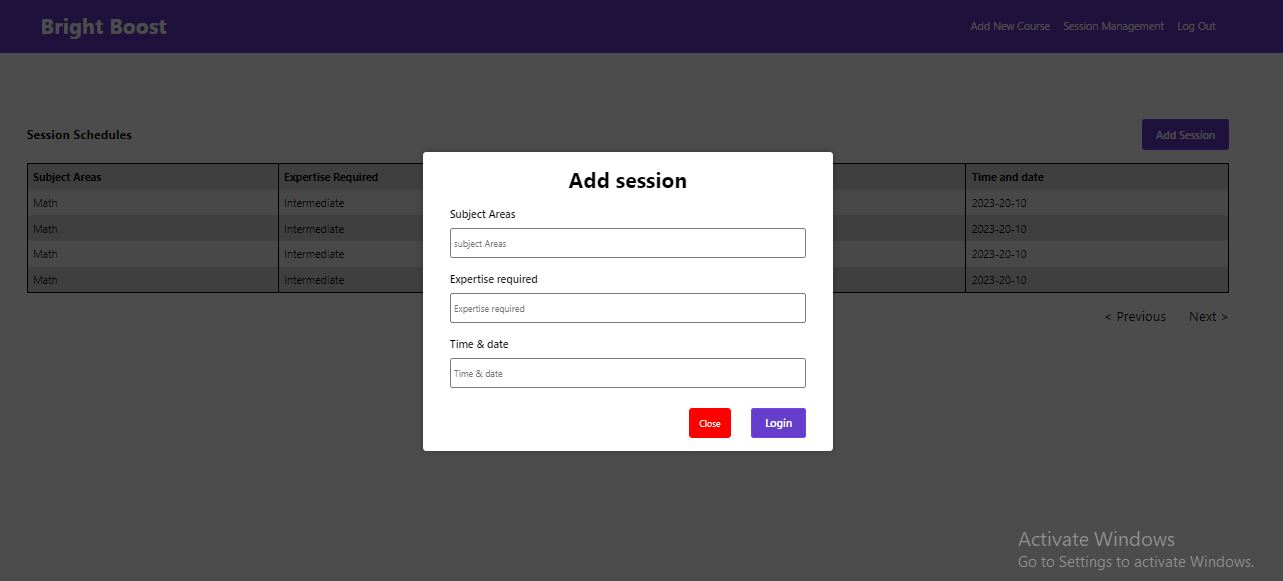 Bright Boost
Add New Course Session Management Log Out
Session Schedules
Add Session
Subject Areas Expertise Required Time and date
Math Intermediate 2023-20-10
Math Intermediate 2023-20-10
Math Intermediate 2023-20-10
Math Intermediate 2023-20-10
< Previous Next >
Add session
Subject Areas
subject Areas
Expertise required
Expertise required
Time & date
Time & date
Close Login
Activate Windows
Go to Settings to activate Windows.